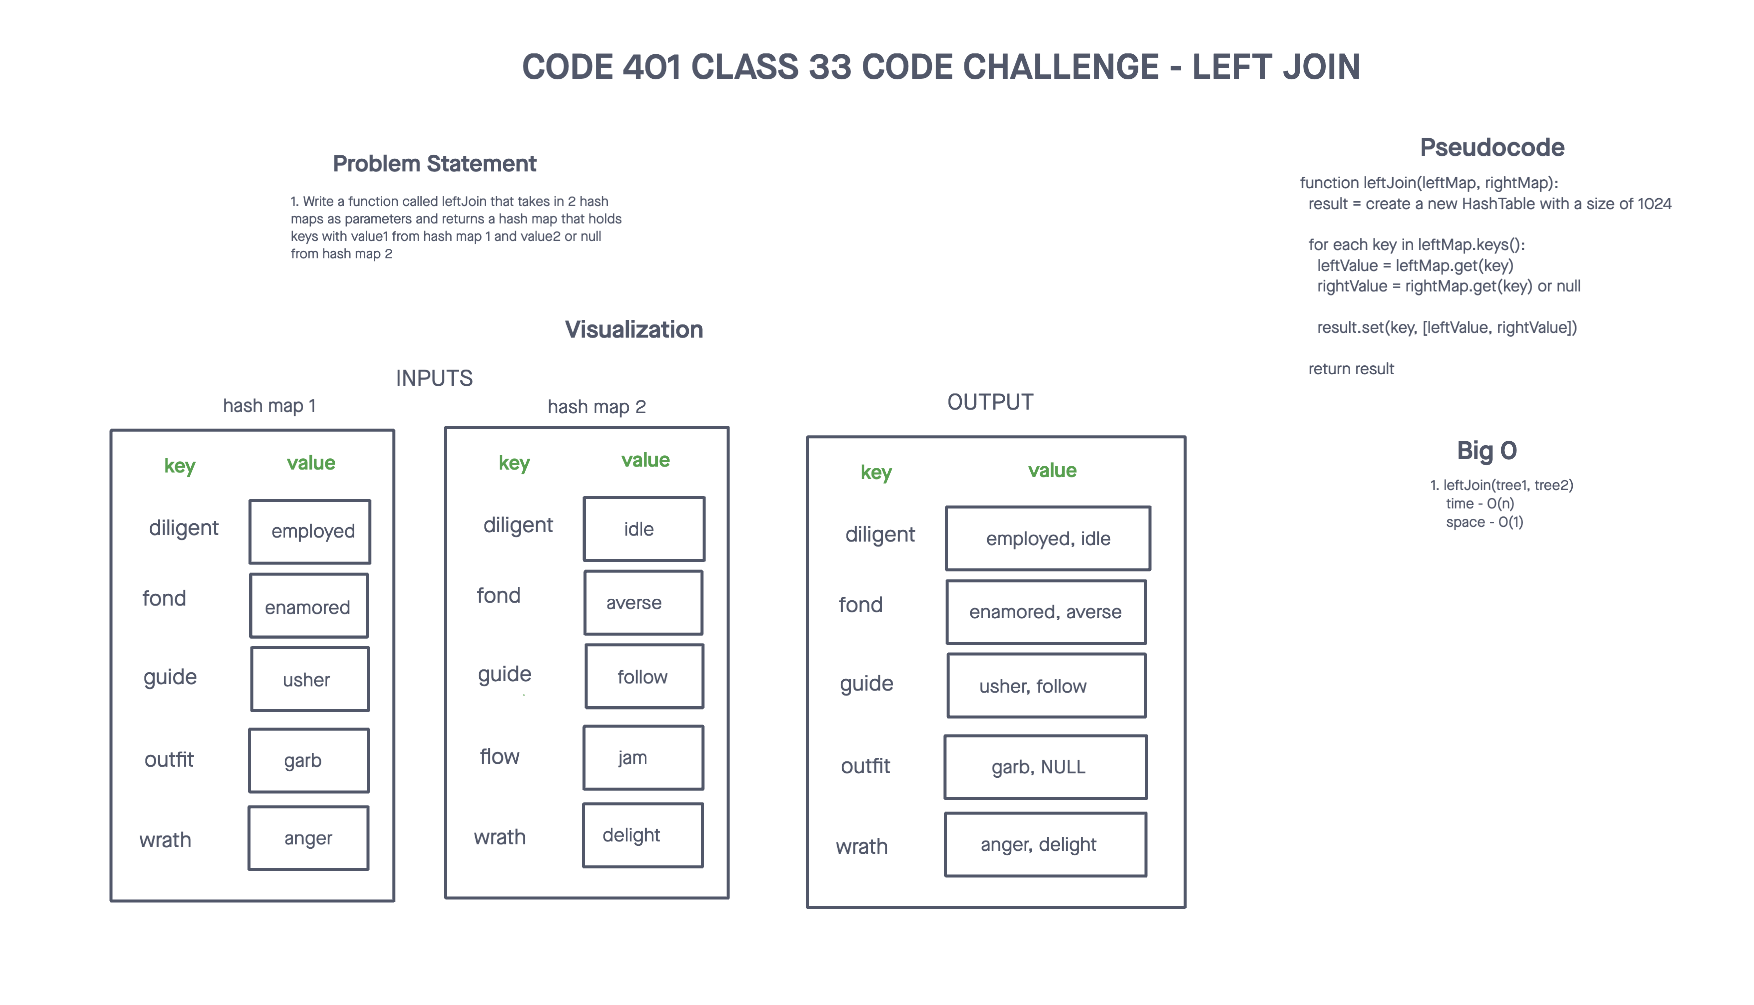 CODE 401 CLASS 33 CODE CHALLENGE - LEFT JOIN
Problem Statement
1. Write a function called leftJoin that takes in 2 hash
maps as parameters and returns a hash map that holds
keys with value1 from hash map 1 and value2 or null
from hash map 2
Visualization
INPUTS
hash map 1
key value
diligent employed
fond enamored
guide usher
outfit garb
wrath anger
hash map 2
key value
diligent idle
fond averse
guide follow
flow jam
wrath delight
OUTPUT
key value
diligent employed, idle
fond enamored, averse
guide usher, follow
outfit garb, NULL
wrath anger, delight
Pseudocode
function leftJoin(leftMap, rightMap):
result = create a new HashTable with a size of 1024
for each key in leftMap.keys():
leftValue = leftMap.get(key)
rightValue = rightMap.get(key) or null
result.set(key, [leftValue, rightValue])
return result
Big O
1. leftJoin(tree1, tree2)
time - O(n)
space - O(1)